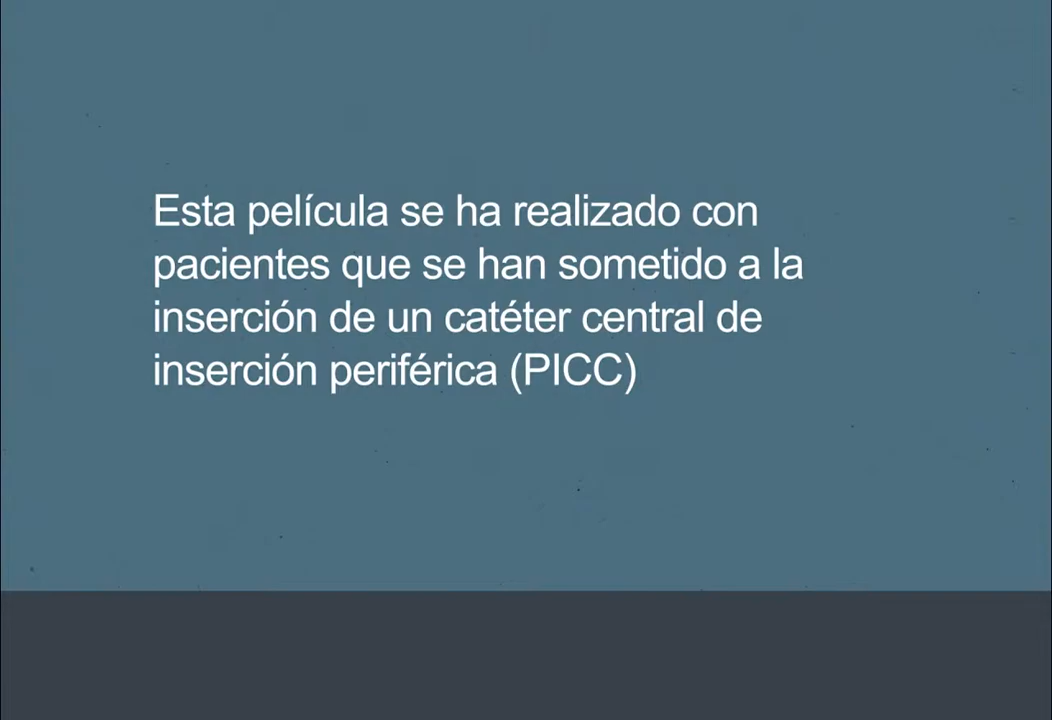 Esta película se ha realizado con
pacientes que se han sometido a la
inserción de un catéter central de
inserción periférica (PICC)